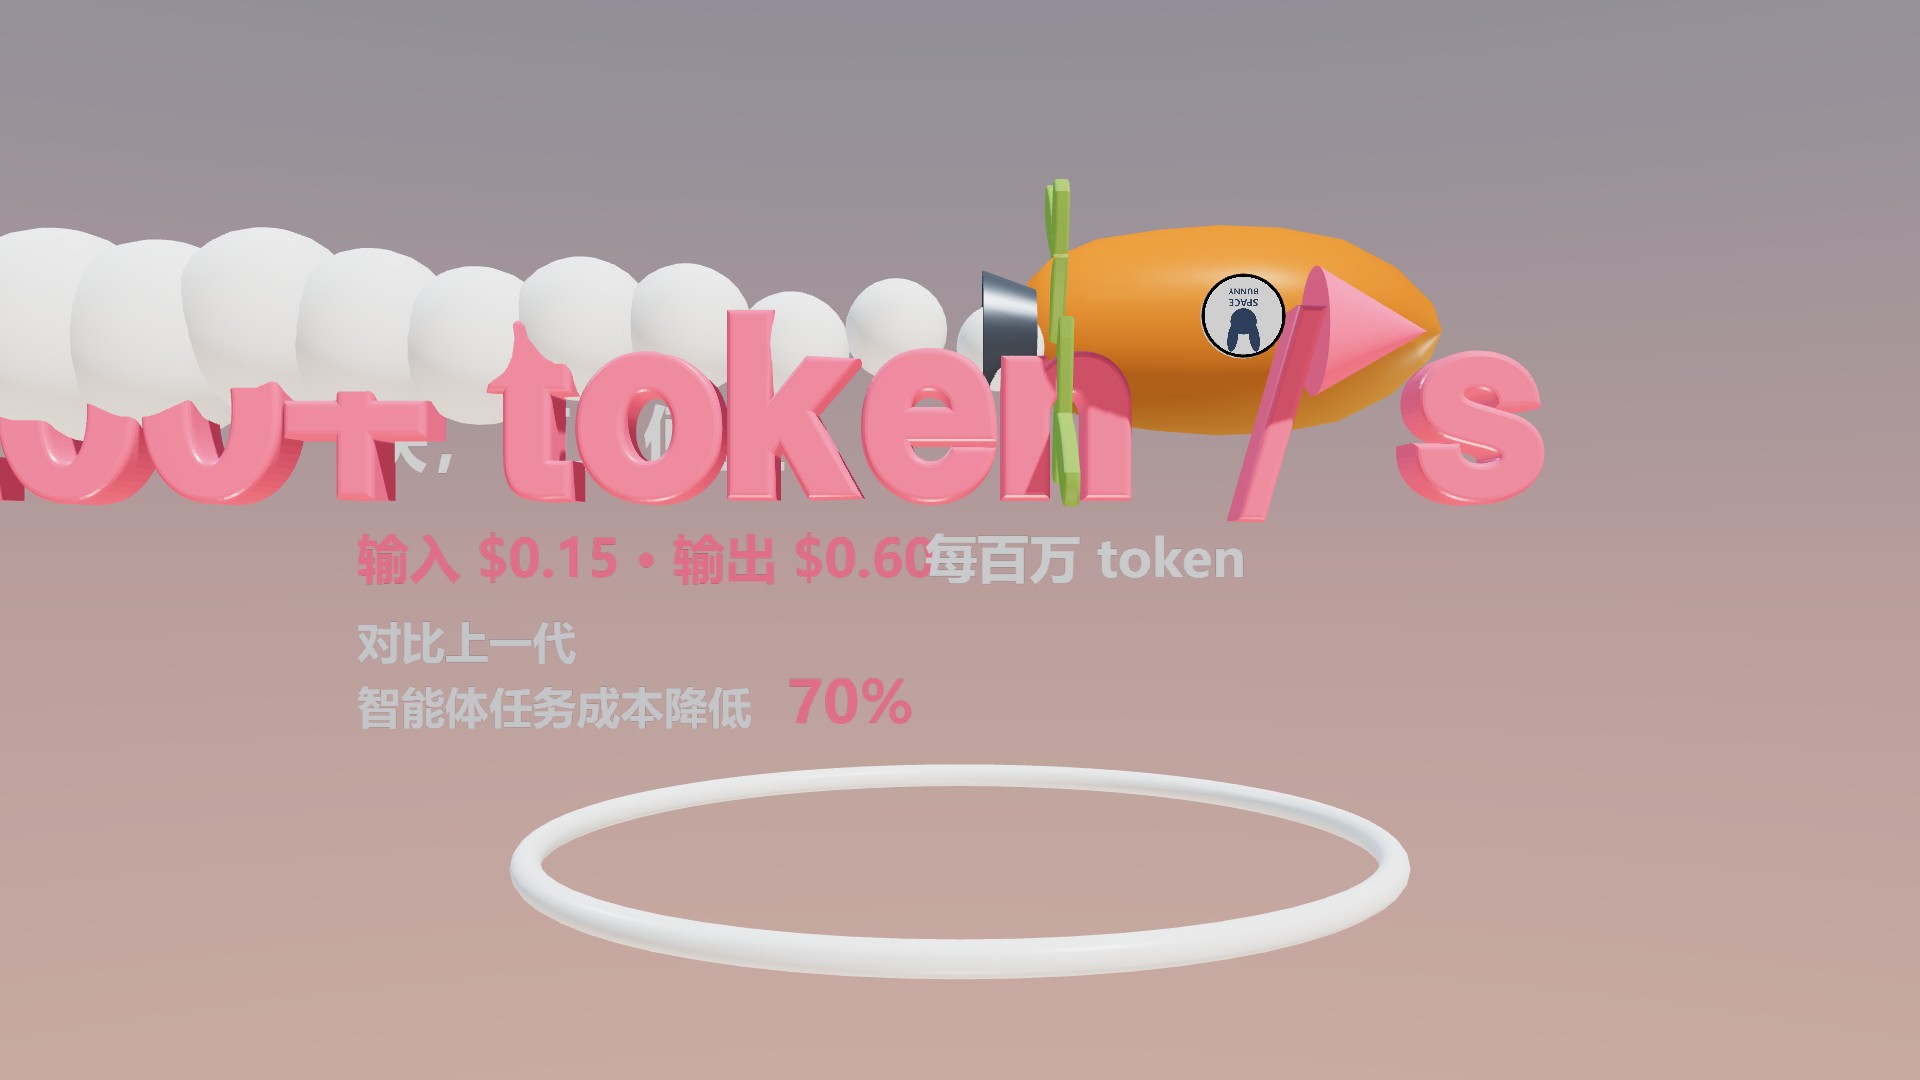 SPACE
BUNNY
00+ token/s
输入 $0.15 · 输出 $0.60 每百万 token
对比上一代
智能体任务成本降低 70%